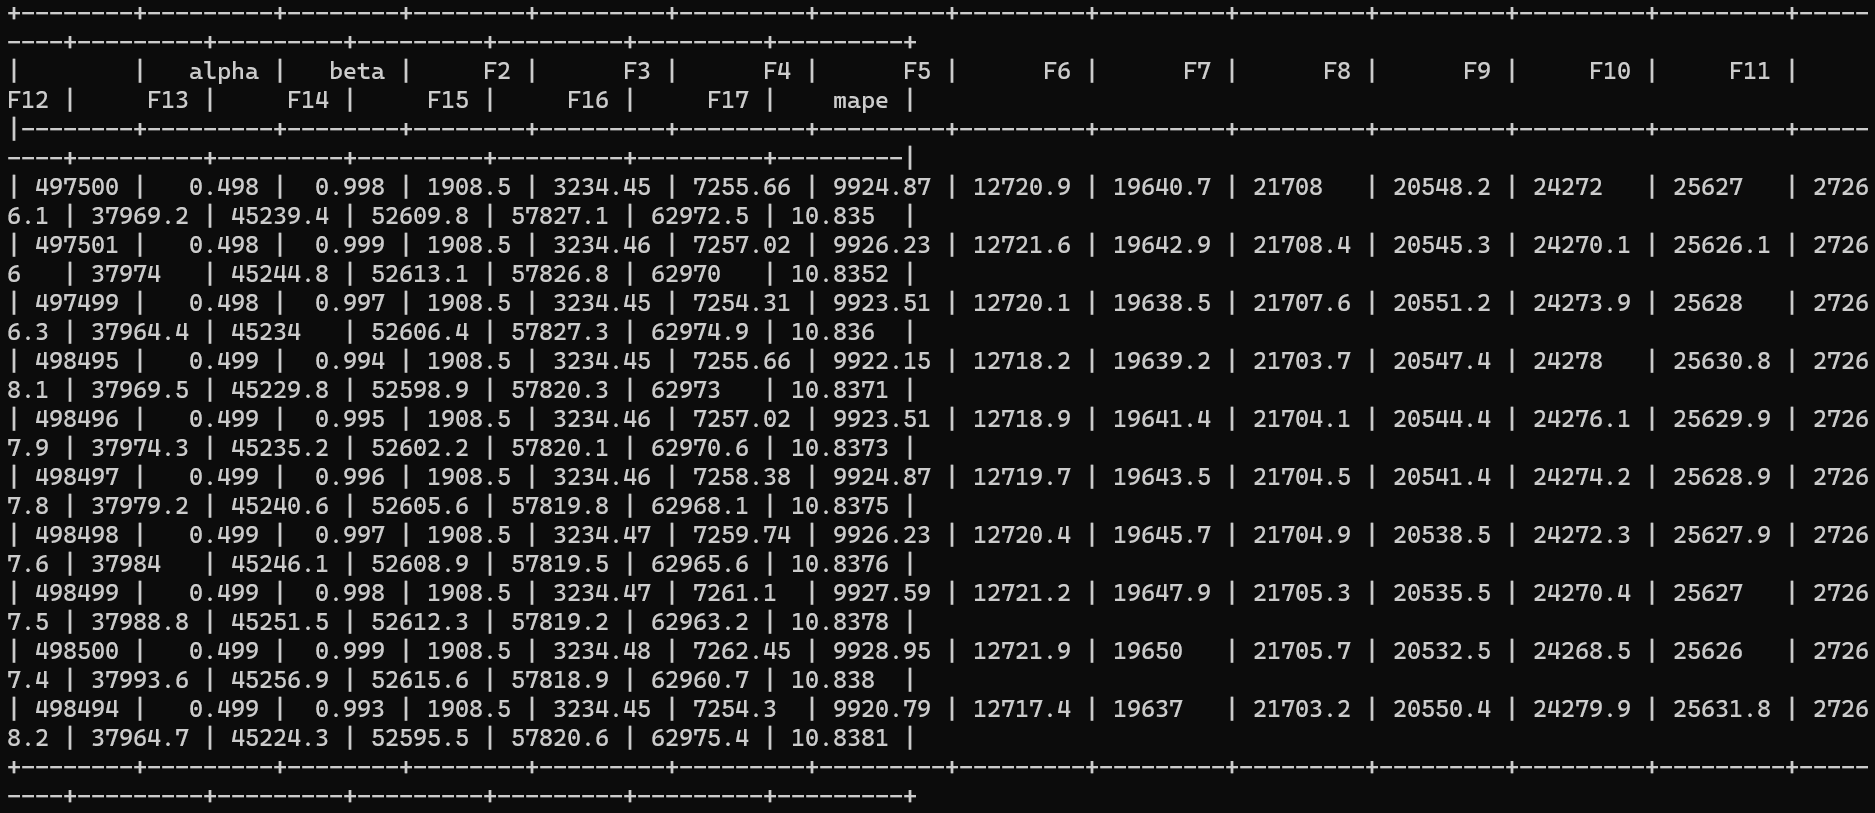 +--------+---------+--------+---------+---------+---------+---------+---------+---------+---------+---------+---------+---------+-----
----+---------+---------+---------+---------+---------+---------+
|        |   alpha |   beta |     F2 |      F3 |      F4 |      F5 |      F6 |      F7 |      F8 |      F9 |     F10 |     F11 |
F12 |     F13 |     F14 |     F15 |     F16 |     F17 |    mape |
|--------+---------+--------+--------+---------+---------+---------+---------+---------+---------+---------+---------+---------+-----
----+---------+---------+---------+---------+---------+---------|
| 497500 |   0.498 |  0.998 | 1908.5 | 3234.45 | 7255.66 | 9924.87 | 12720.9 | 19640.7 | 21708   | 20548.2 | 24272   | 25627   | 2726
6.1 | 37969.2 | 45239.4 | 52609.8 | 57827.1 | 62972.5 | 10.835  |
| 497501 |   0.498 |  0.999 | 1908.5 | 3234.46 | 7257.02 | 9926.23 | 12721.6 | 19642.9 | 21708.4 | 20545.3 | 24270.1 | 25626.1 | 2726
6   | 37974   | 45244.8 | 52613.1 | 57826.8 | 62970   | 10.8352 |
| 497499 |   0.498 |  0.997 | 1908.5 | 3234.45 | 7254.31 | 9923.51 | 12720.1 | 19638.5 | 21707.6 | 20551.2 | 24273.9 | 25628   | 2726
6.3 | 37964.4 | 45234   | 52606.4 | 57827.3 | 62974.9 | 10.836  |
| 498495 |   0.499 |  0.994 | 1908.5 | 3234.45 | 7255.66 | 9922.15 | 12718.2 | 19639.2 | 21703.7 | 20547.4 | 24278   | 25630.8 | 2726
8.1 | 37969.5 | 45229.8 | 52598.9 | 57820.3 | 62973   | 10.8371 |
| 498496 |   0.499 |  0.995 | 1908.5 | 3234.46 | 7257.02 | 9923.51 | 12718.9 | 19641.4 | 21704.1 | 20544.4 | 24276.1 | 25629.9 | 2726
7.9 | 37974.3 | 45235.2 | 52602.2 | 57820.1 | 62970.6 | 10.8373 |
| 498497 |   0.499 |  0.996 | 1908.5 | 3234.46 | 7258.38 | 9924.87 | 12719.7 | 19643.5 | 21704.5 | 20541.4 | 24274.2 | 25628.9 | 2726
7.8 | 37979.2 | 45240.6 | 52605.6 | 57819.8 | 62968.1 | 10.8375 |
| 498498 |   0.499 |  0.997 | 1908.5 | 3234.47 | 7259.74 | 9926.23 | 12720.4 | 19645.7 | 21704.9 | 20538.5 | 24272.3 | 25627.9 | 2726
7.6 | 37984   | 45246.1 | 52608.9 | 57819.5 | 62965.6 | 10.8376 |
| 498499 |   0.499 |  0.998 | 1908.5 | 3234.47 | 7261.1  | 9927.59 | 12721.2 | 19647.9 | 21705.3 | 20535.5 | 24270.4 | 25627   | 2726
7.5 | 37988.8 | 45251.5 | 52612.3 | 57819.2 | 62963.2 | 10.8378 |
| 498500 |   0.499 |  0.999 | 1908.5 | 3234.48 | 7262.45 | 9928.95 | 12721.9 | 19650   | 21705.7 | 20532.5 | 24268.5 | 25626   | 2726
7.4 | 37993.6 | 45256.9 | 52615.6 | 57818.9 | 62960.7 | 10.838  |
| 498494 |   0.499 |  0.993 | 1908.5 | 3234.45 | 7254.3  | 9920.79 | 12717.4 | 19637   | 21703.2 | 20550.4 | 24279.9 | 25631.8 | 2726
8.2 | 37964.7 | 45224.3 | 52595.5 | 57820.6 | 62975.4 | 10.8381 |
+--------+---------+--------+--------+---------+---------+---------+---------+---------+---------+---------+---------+---------+-----
----+---------+---------+---------+---------+---------+---------+